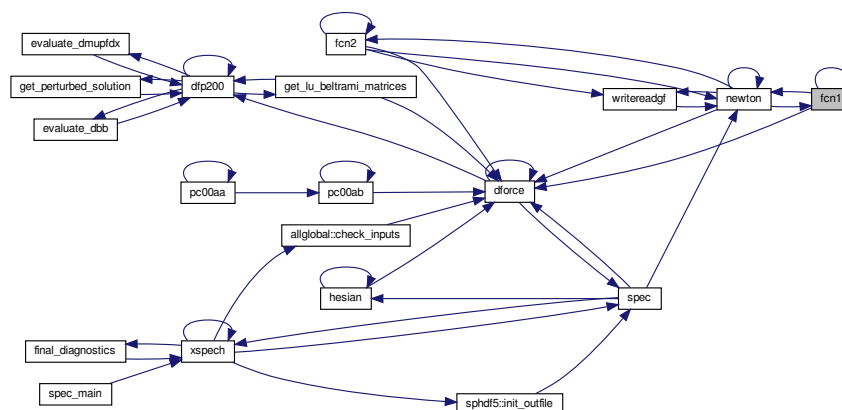 fcn2
evaluate_dmupfdx
get_perturbed_solution
dfp200
get_lu_beltrami_matrices
writereadgf
newton
fcn1
evaluate_dbb
pc00aa
pc00ab
dforce
allglobal::check_inputs
hesian
spec
final_diagnostics
xspech
spec_main
sphdf5::init_outfile